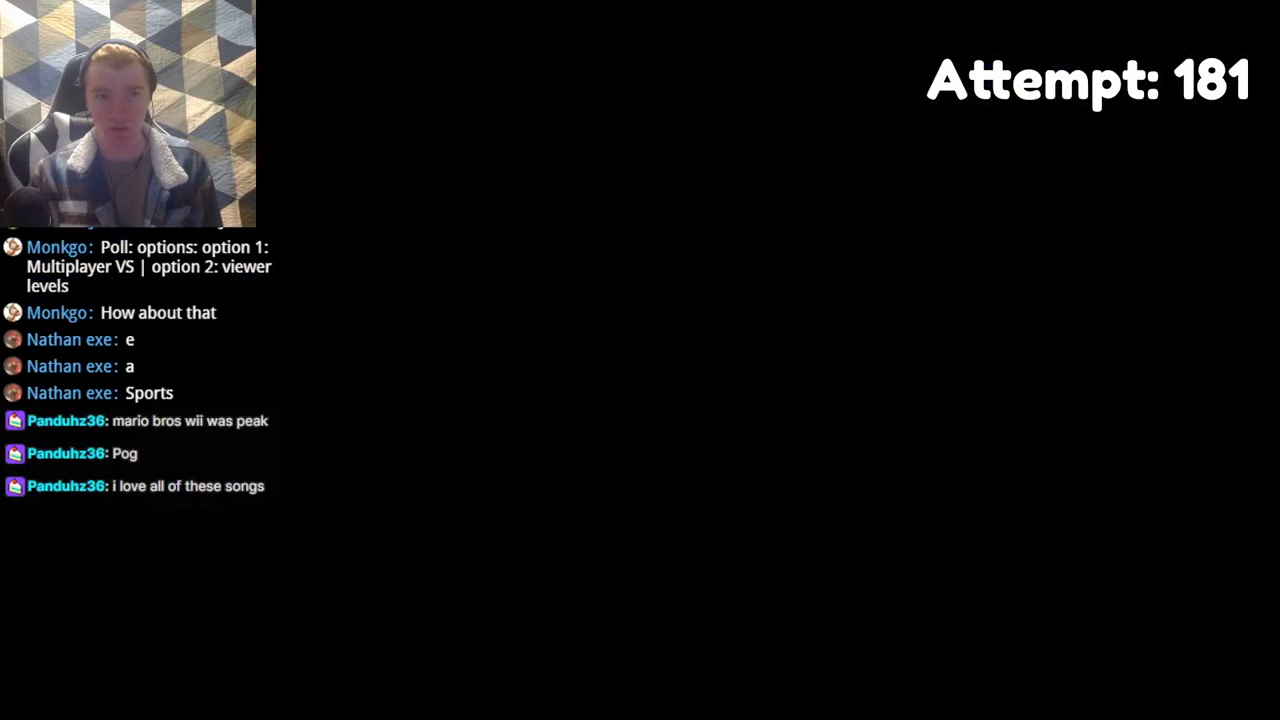 Attempt: 181
Monkgo: Poll: options: option 1:
Multiplayer VS | option 2: viewer
levels
Monkgo: How about that
Nathan exe: e
Nathan exe: a
Nathan exe: Sports
Panduhz36: mario bros wii was peak
Panduhz36: Pog
Panduhz36: i love all of these songs